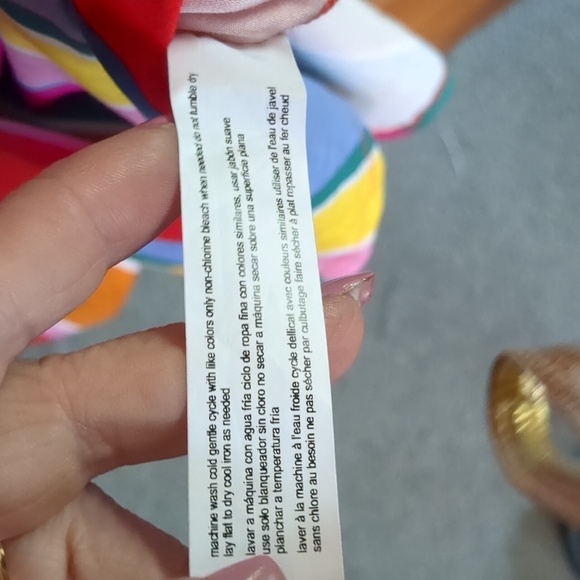 machine wash cold gentle cycle with like colors only non-chlorine bleach when needed do not tumble dry
lay flat to dry cool iron as needed
lavar a máquina con agua fría ciclo de ropa fina con colores similares, usar jabón suave
use solo blanqueador sin cloro no secar a máquina secar sobre una superficie plana
planchar a temperatura fria
laver à la machine à l'eau froide cycle dellicat avec couleurs similaires utiliser de l'eau de javel
sans chlore au besoin ne pas sécher par culbutage faire sécher à plat repasser au fer cheud